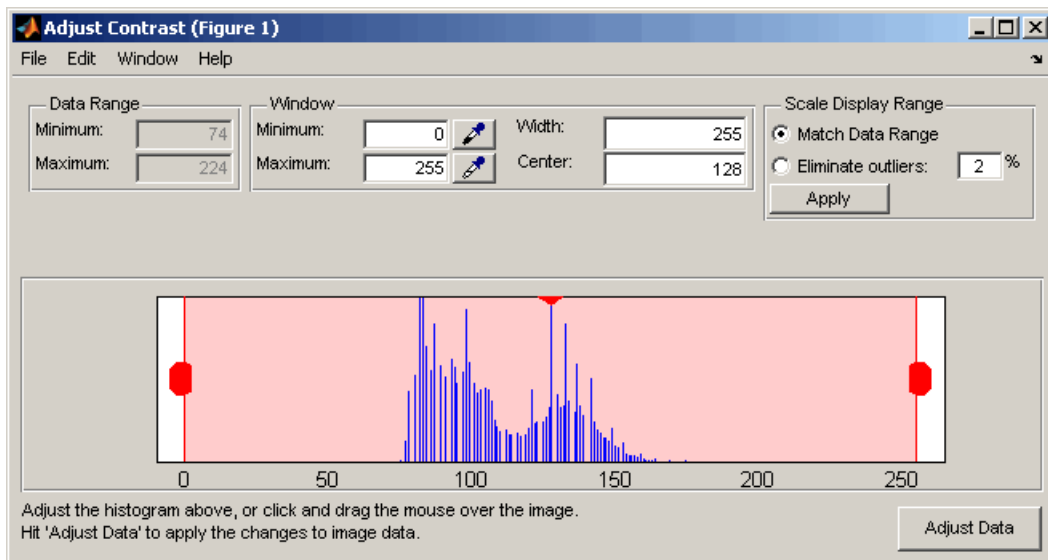 Adjust Contrast (Figure 1)
File Edit Window Help
Data Range
Minimum: 74
Maximum: 224
Window
Minimum: 0
Maximum: 255
Width: 255
Center: 128
Scale Display Range
Match Data Range
Eliminate outliers: 2 %
Apply
0 50 100 150 200 250
Adjust the histogram above, or click and drag the mouse over the image.
Hit 'Adjust Data' to apply the changes to image data.
Adjust Data